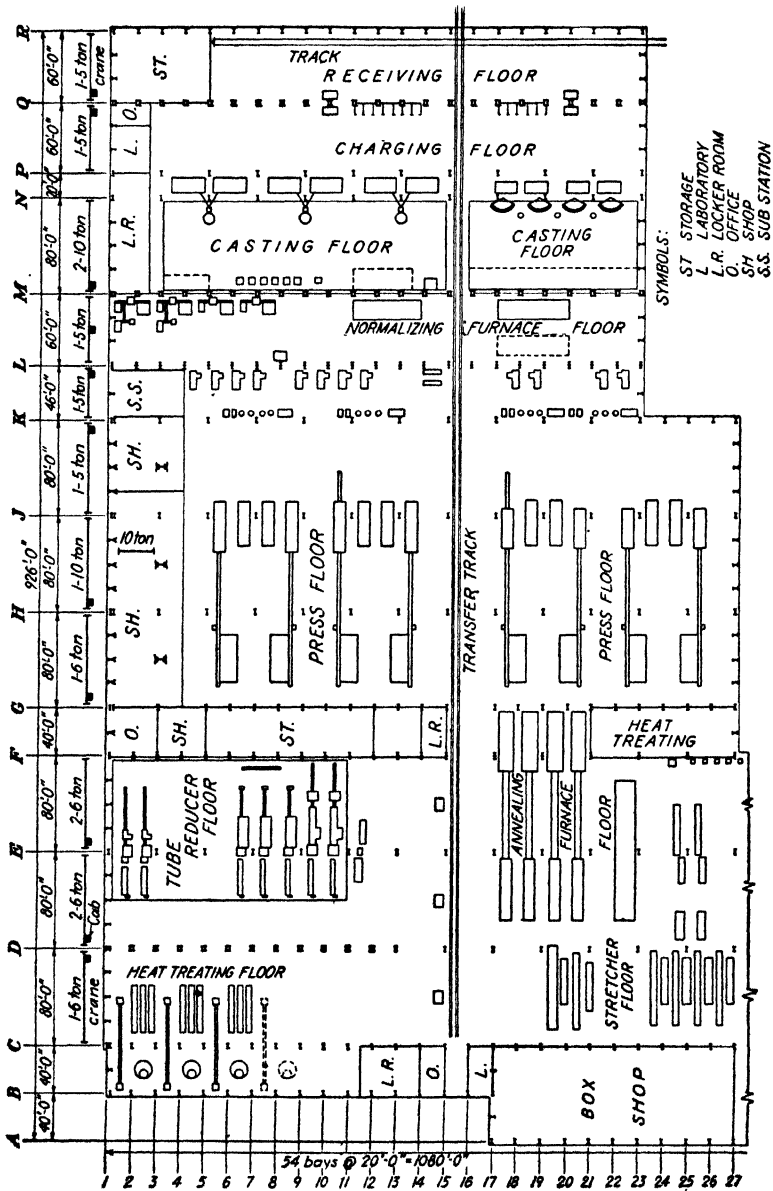 R
Q
P
N
M
L
K
J
H
G
F
E
D
C
B
A
926'-0"
60'-0"
60'-0"
20'-0"
80'-0"
60'-0"
46'-0"
80'-0"
80'-0"
80'-0"
40'-0"
80'-0"
80'-0"
80'-0"
40'-0"
40'-0"
1-5 ton
crane
1-5 ton
2-10 ton
1-5 ton
1-5 ton
1-5 ton
1-10 ton
1-6 ton
2-6 ton
2-6 ton
Cab
1-6 ton
crane
ST.
TRACK
RECEIVING FLOOR
O.
L.
CHARGING FLOOR
L.R.
CASTING FLOOR
CASTING
FLOOR
NORMALIZING FURNACE FLOOR
S.S.
SH.
10 ton
SH.
PRESS FLOOR
TRANSFER TRACK
PRESS FLOOR
O.
SH.
ST.
L.R.
HEAT
TREATING
TUBE
REDUCER
FLOOR
ANNEALING
FURNACE
FLOOR
HEAT TREATING FLOOR
STRETCHER
FLOOR
L.R.
O.
L.
BOX SHOP
54 bays @ 20'-0"=1080'-0"
1 2 3 4 5 6 7 8 9 10 11 12 13 14 15 16 17 18 19 20 21 22 23 24 25 26 27
SYMBOLS:
ST STORAGE
L LABORATORY
L.R. LOCKER ROOM
O. OFFICE
SH SHOP
S.S. SUB STATION